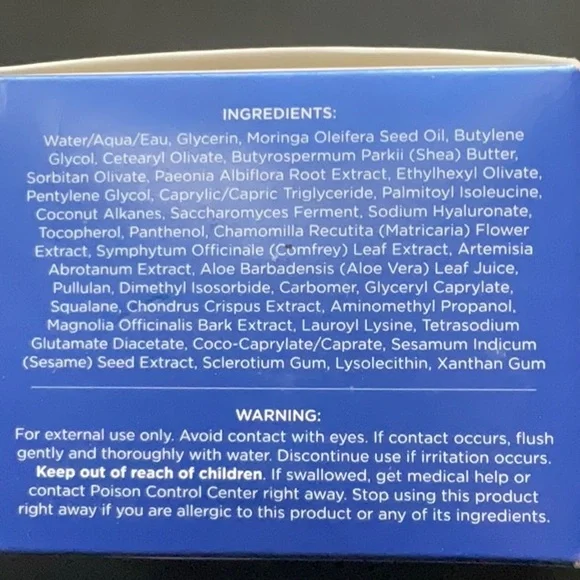 INGREDIENTS:
Water/Aqua/Eau, Glycerin, Moringa Oleifera Seed Oil, Butylene
Glycol, Cetearyl Olivate, Butyrospermum Parkii (Shea) Butter,
Sorbitan Olivate, Paeonia Albiflora Root Extract, Ethylhexyl Olivate,
Pentylene Glycol, Caprylic/Capric Triglyceride, Palmitoyl Isoleucine,
Coconut Alkanes, Saccharomyces Ferment, Sodium Hyaluronate,
Tocopherol, Panthenol, Chamomilla Recutita (Matricaria) Flower
Extract, Symphytum Officinale (Comfrey) Leaf Extract, Artemisia
Abrotanum Extract, Aloe Barbadensis (Aloe Vera) Leaf Juice,
Pullulan, Dimethyl Isosorbide, Carbomer, Glyceryl Caprylate,
Squalane, Chondrus Crispus Extract, Aminomethyl Propanol,
Magnolia Officinalis Bark Extract, Lauroyl Lysine, Tetrasodium
Glutamate Diacetate, Coco-Caprylate/Caprate, Sesamum Indicum
(Sesame) Seed Extract, Sclerotium Gum, Lysolecithin, Xanthan Gum
WARNING:
For external use only. Avoid contact with eyes. If contact occurs, flush
gently and thoroughly with water. Discontinue use if irritation occurs.
Keep out of reach of children. If swallowed, get medical help or
contact Poison Control Center right away. Stop using this product
right away if you are allergic to this product or any of its ingredients.